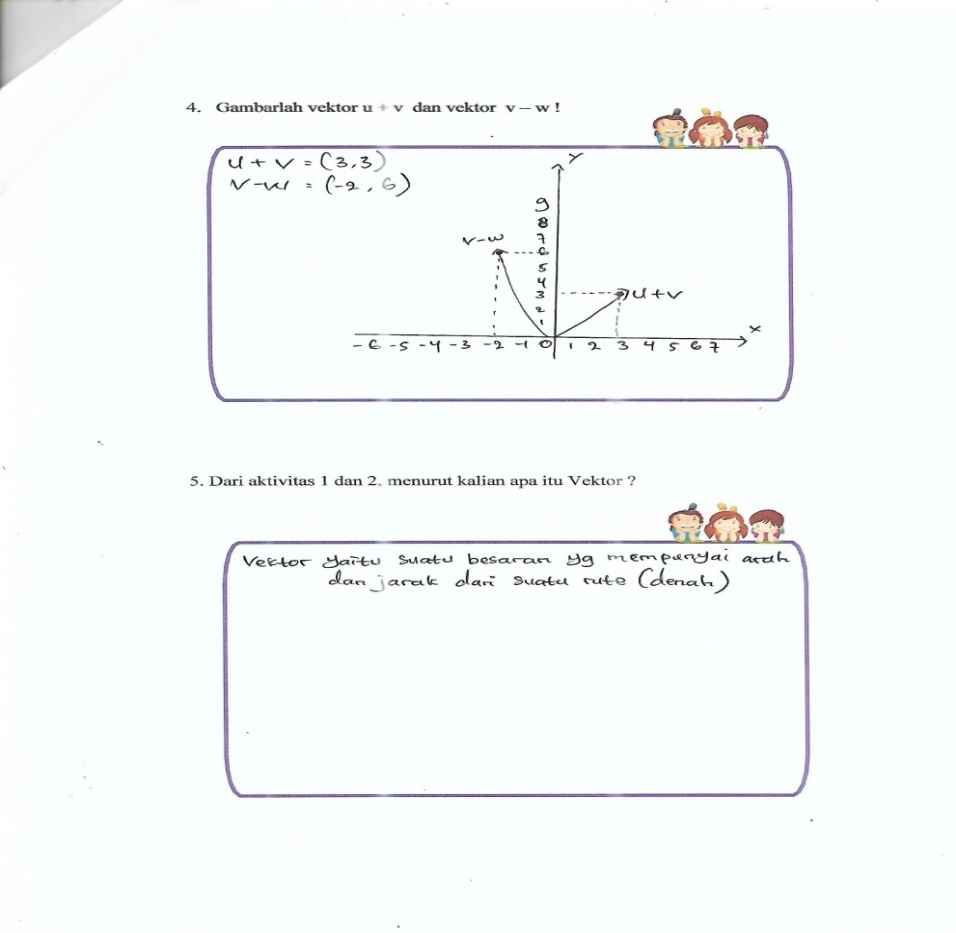 4. Gambarlah vektor u + v dan vektor v – w !
u + v = (3,3)
v-w = (-2, 6)
Y
9
8
7
v-w
6
5
4
3
u+v
2
1
X
-6 -5 -4 -3 -2 -1 0 1 2 3 4 5 6 7
5. Dari aktivitas 1 dan 2, menurut kalian apa itu Vektor ?
Vektor yaitu suatu besaran yg mempunyai arah
dan jarak dari suatu rute (denah)